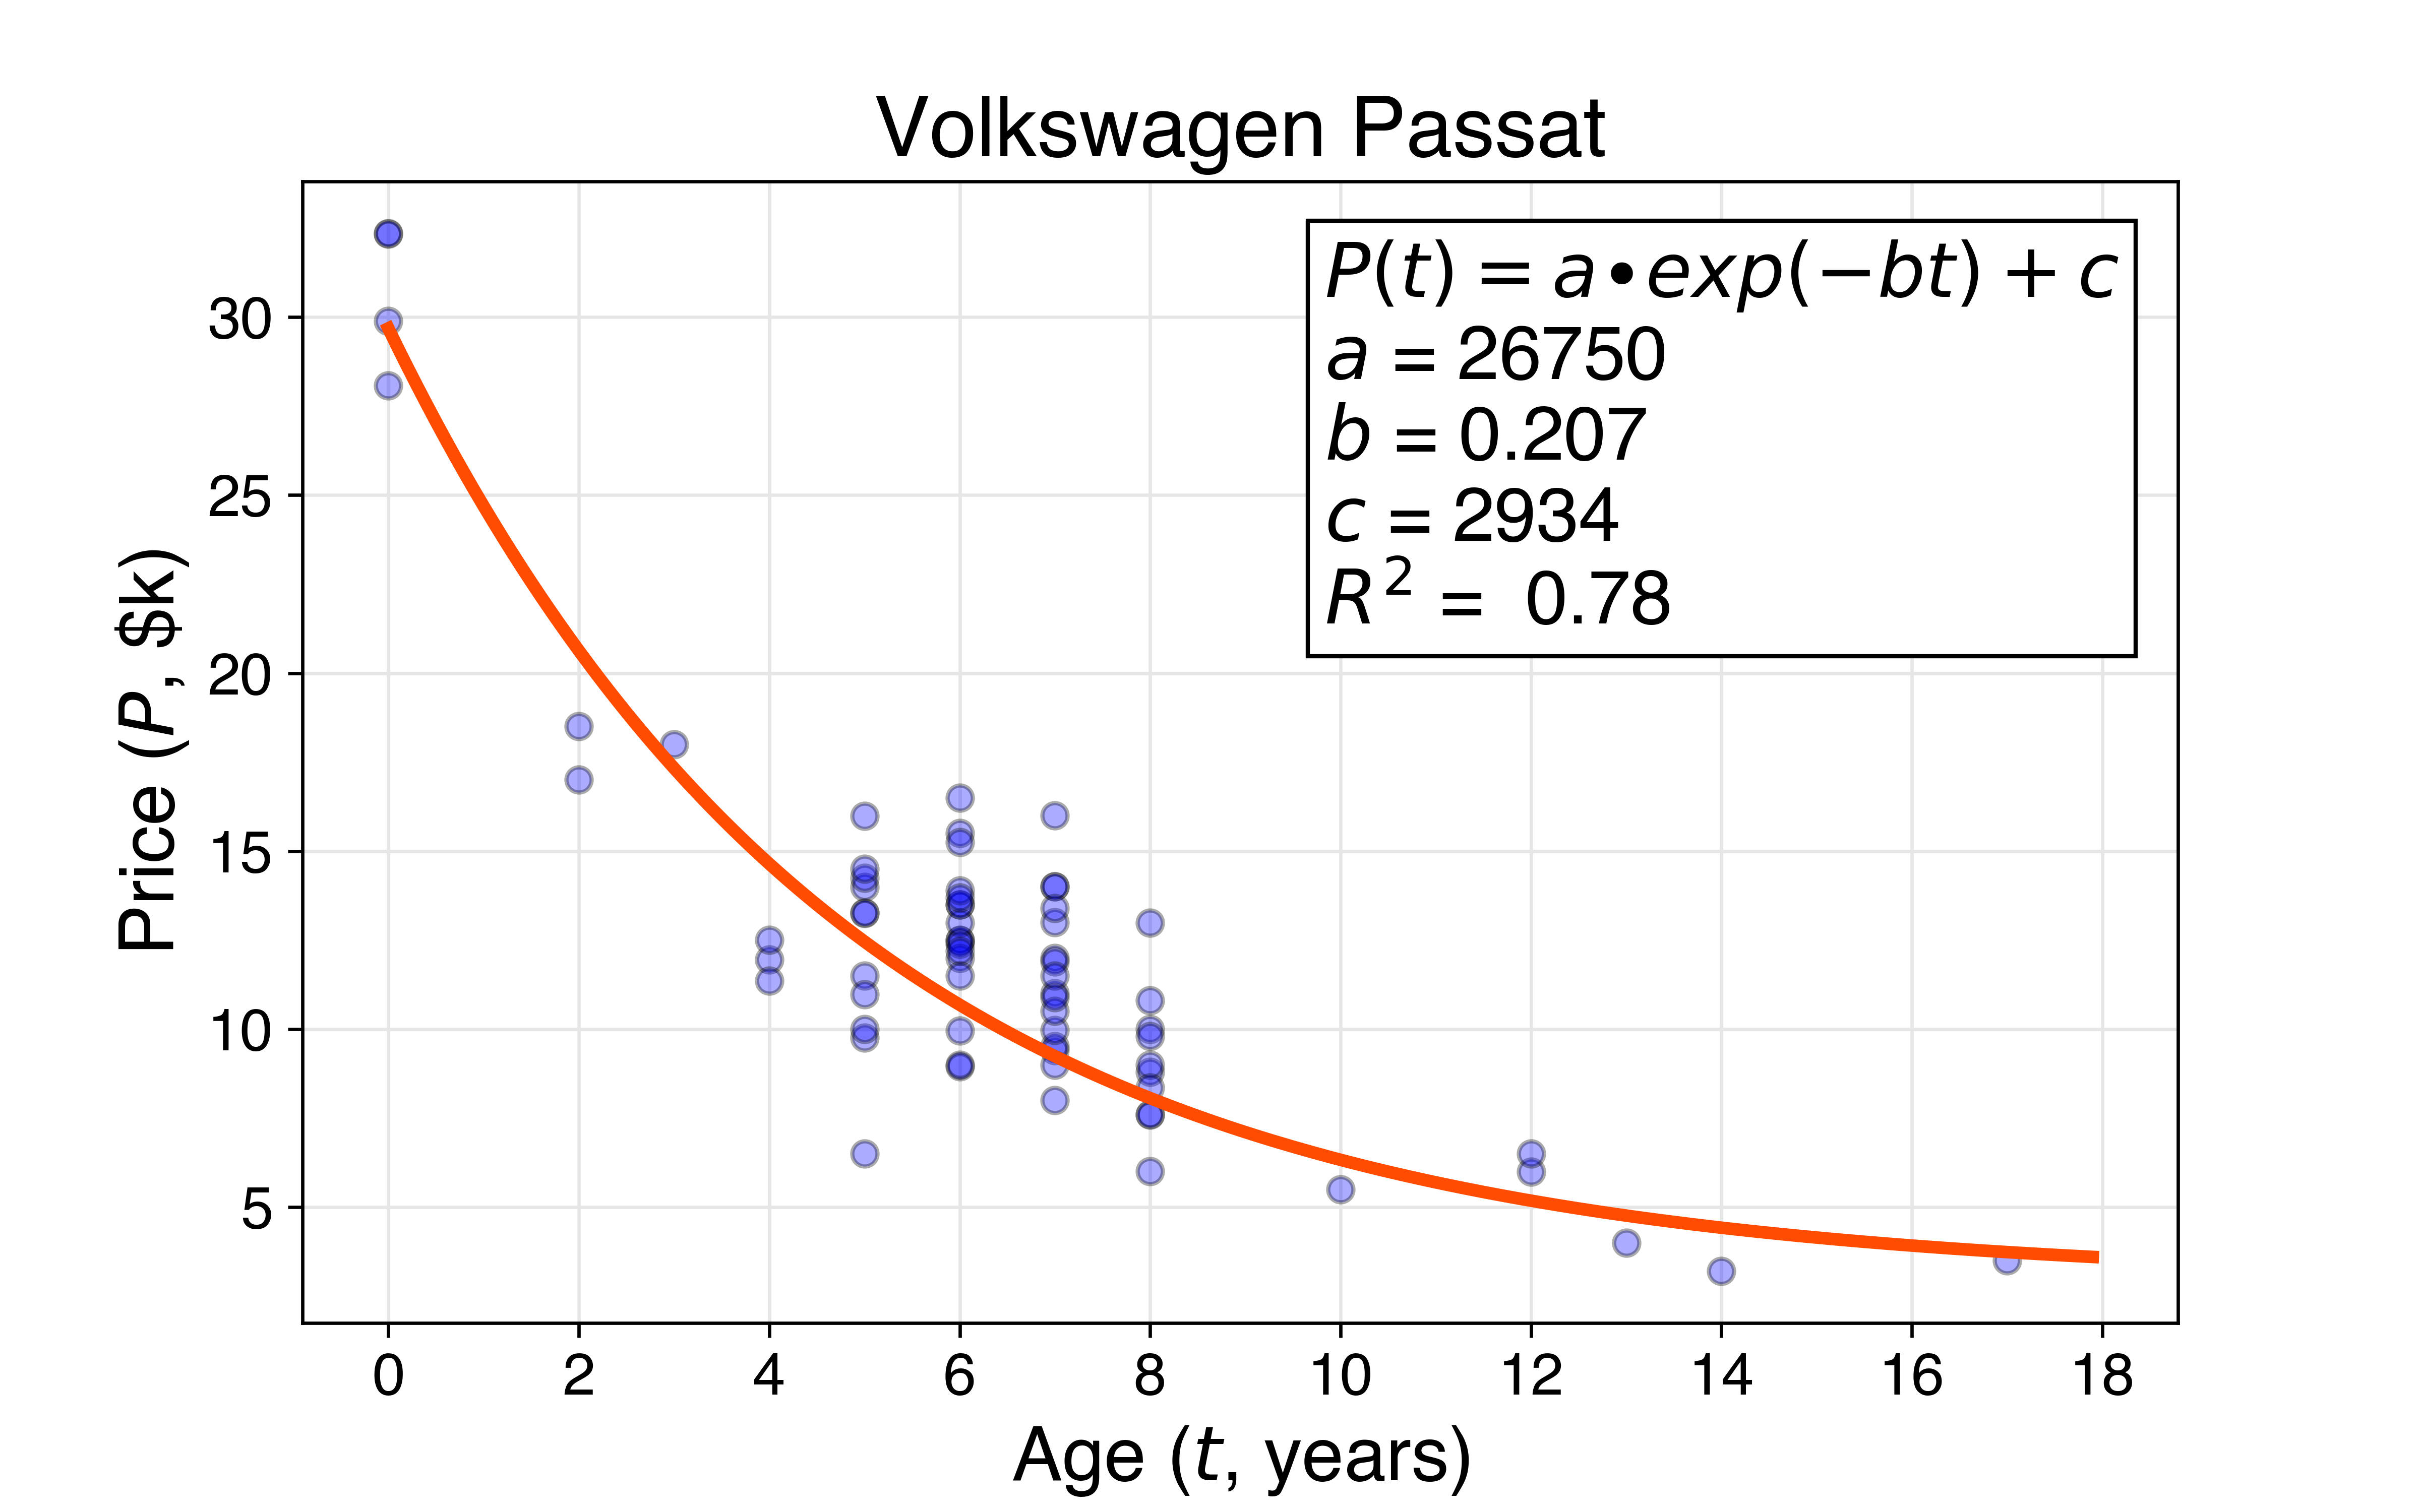 Volkswagen Passat
P(t) = a•exp(−bt) + c
a = 26750
b = 0.207
c = 2934
R² = 0.78
Price (P, $k)
30
25
20
15
10
5
0 2 4 6 8 10 12 14 16 18
Age (t, years)